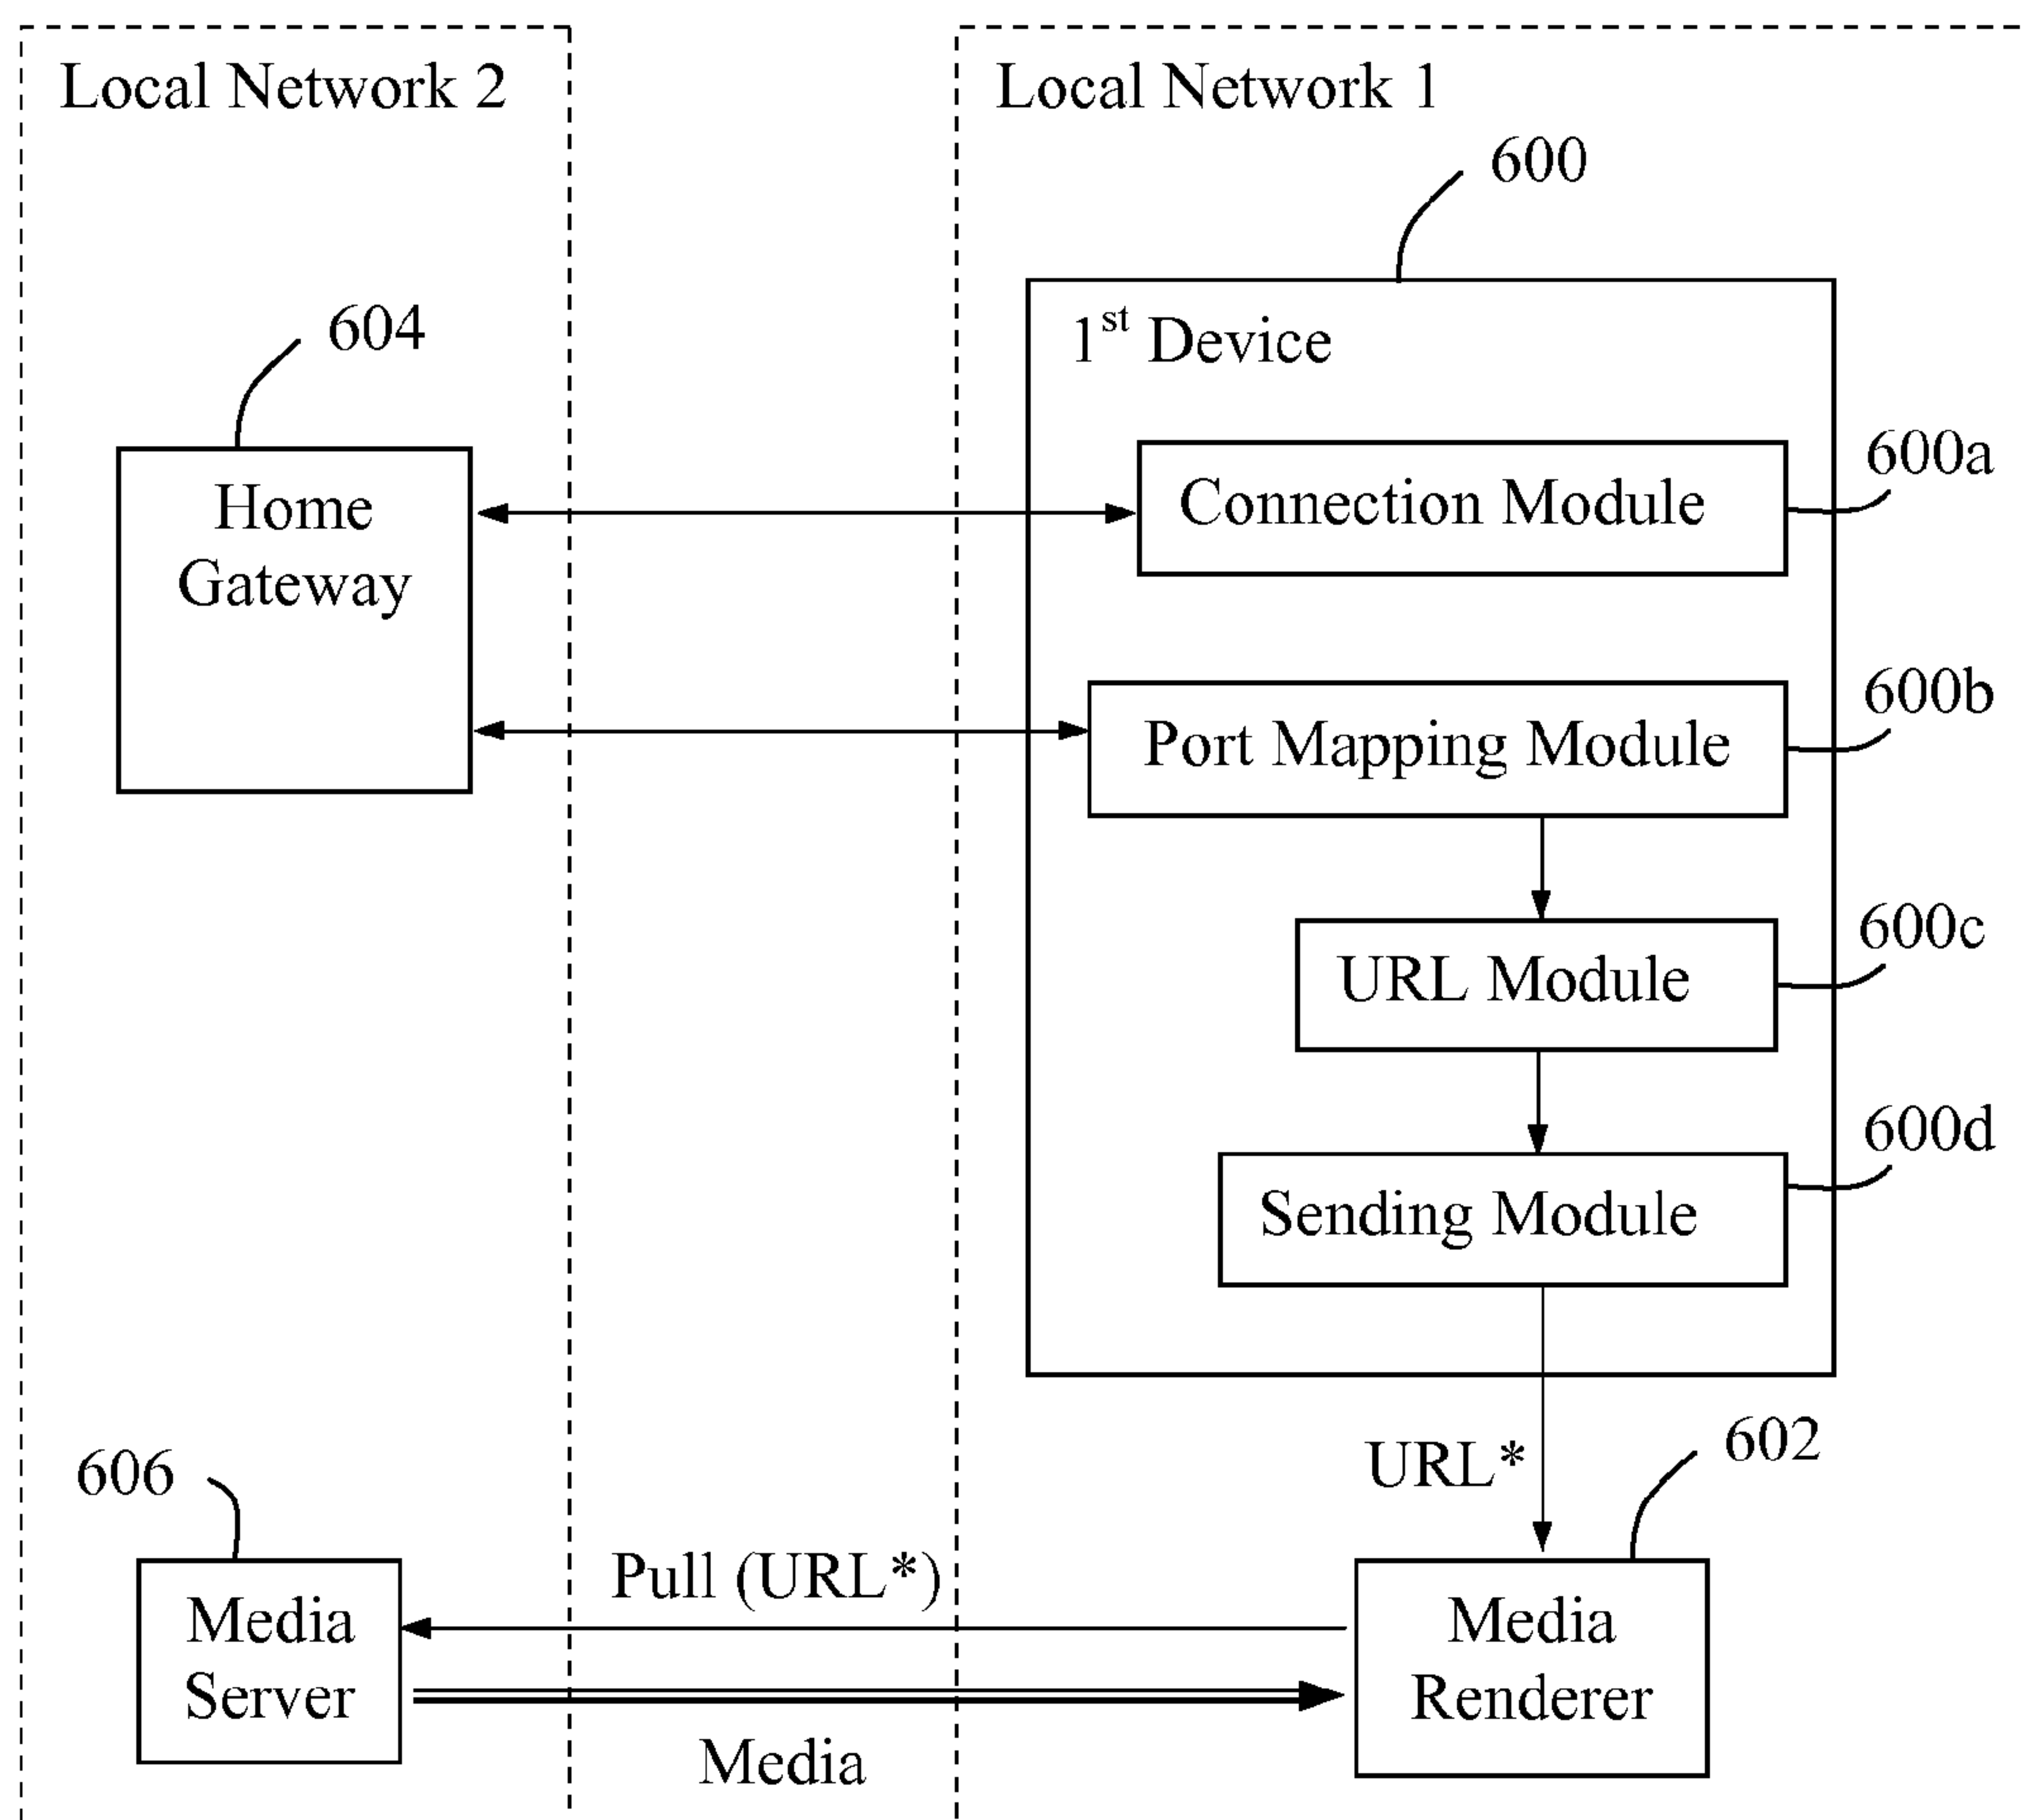 Local Network 2
Local Network 1
600
604
1st Device
Home
Gateway
Connection Module
600a
Port Mapping Module
600b
URL Module
600c
Sending Module
600d
URL*
602
606
Pull (URL*)
Media
Server
Media
Renderer
Media